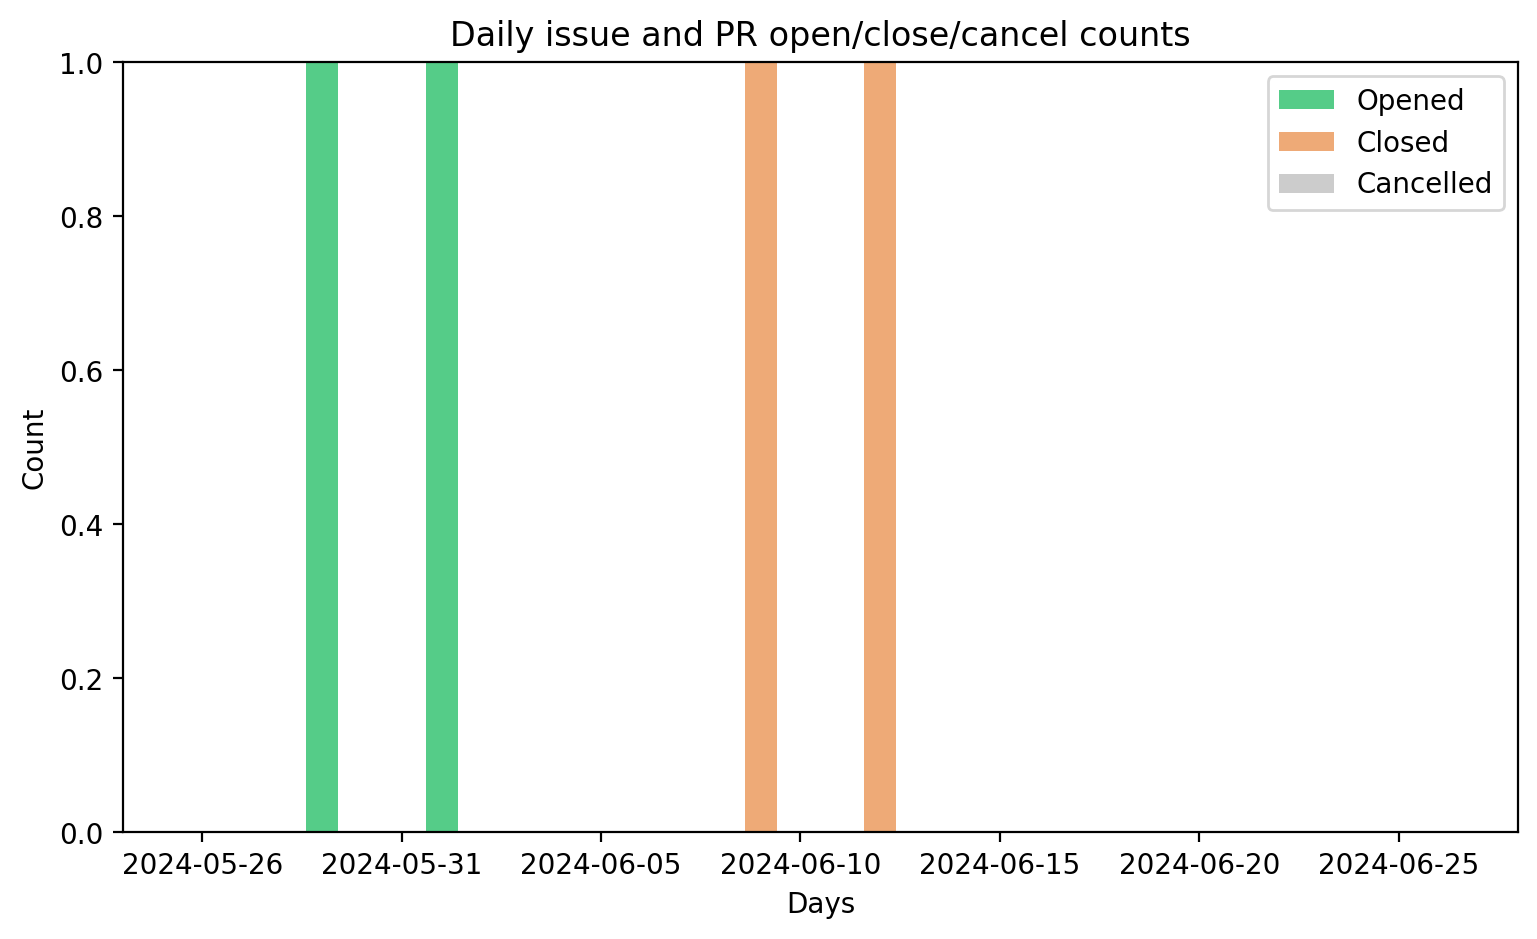 Daily issue and PR open/close/cancel counts
1.0
0.8
0.6
0.4
0.2
0.0
Count
Opened
Closed
Cancelled
2024-05-26 2024-05-31 2024-06-05 2024-06-10 2024-06-15 2024-06-20 2024-06-25
Days